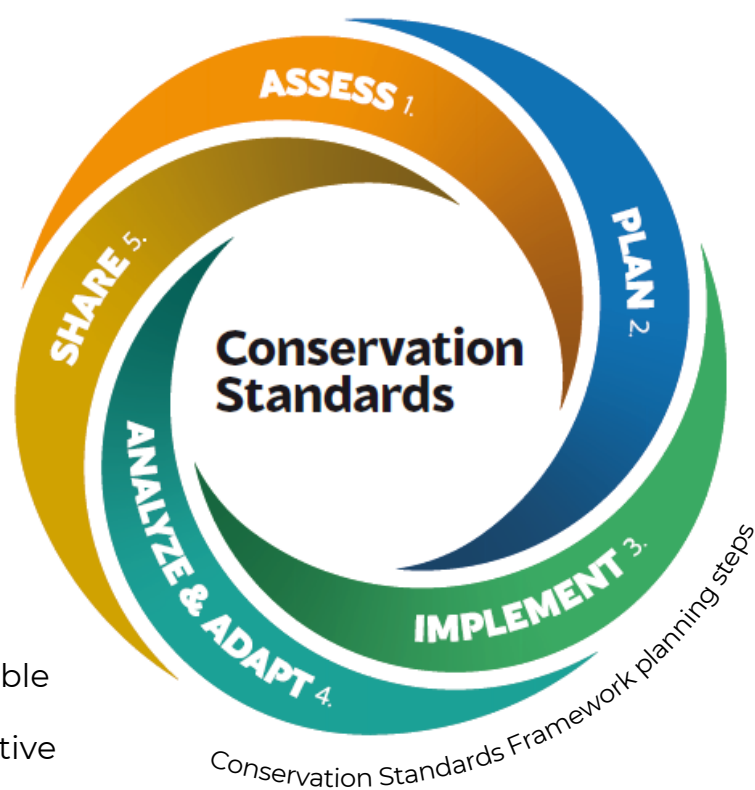 ASSESS 1.
PLAN 2.
IMPLEMENT 3.
ANALYZE & ADAPT 4.
SHARE 5.
Conservation
Standards
ble
tive
Conservation Standards Framework planning steps